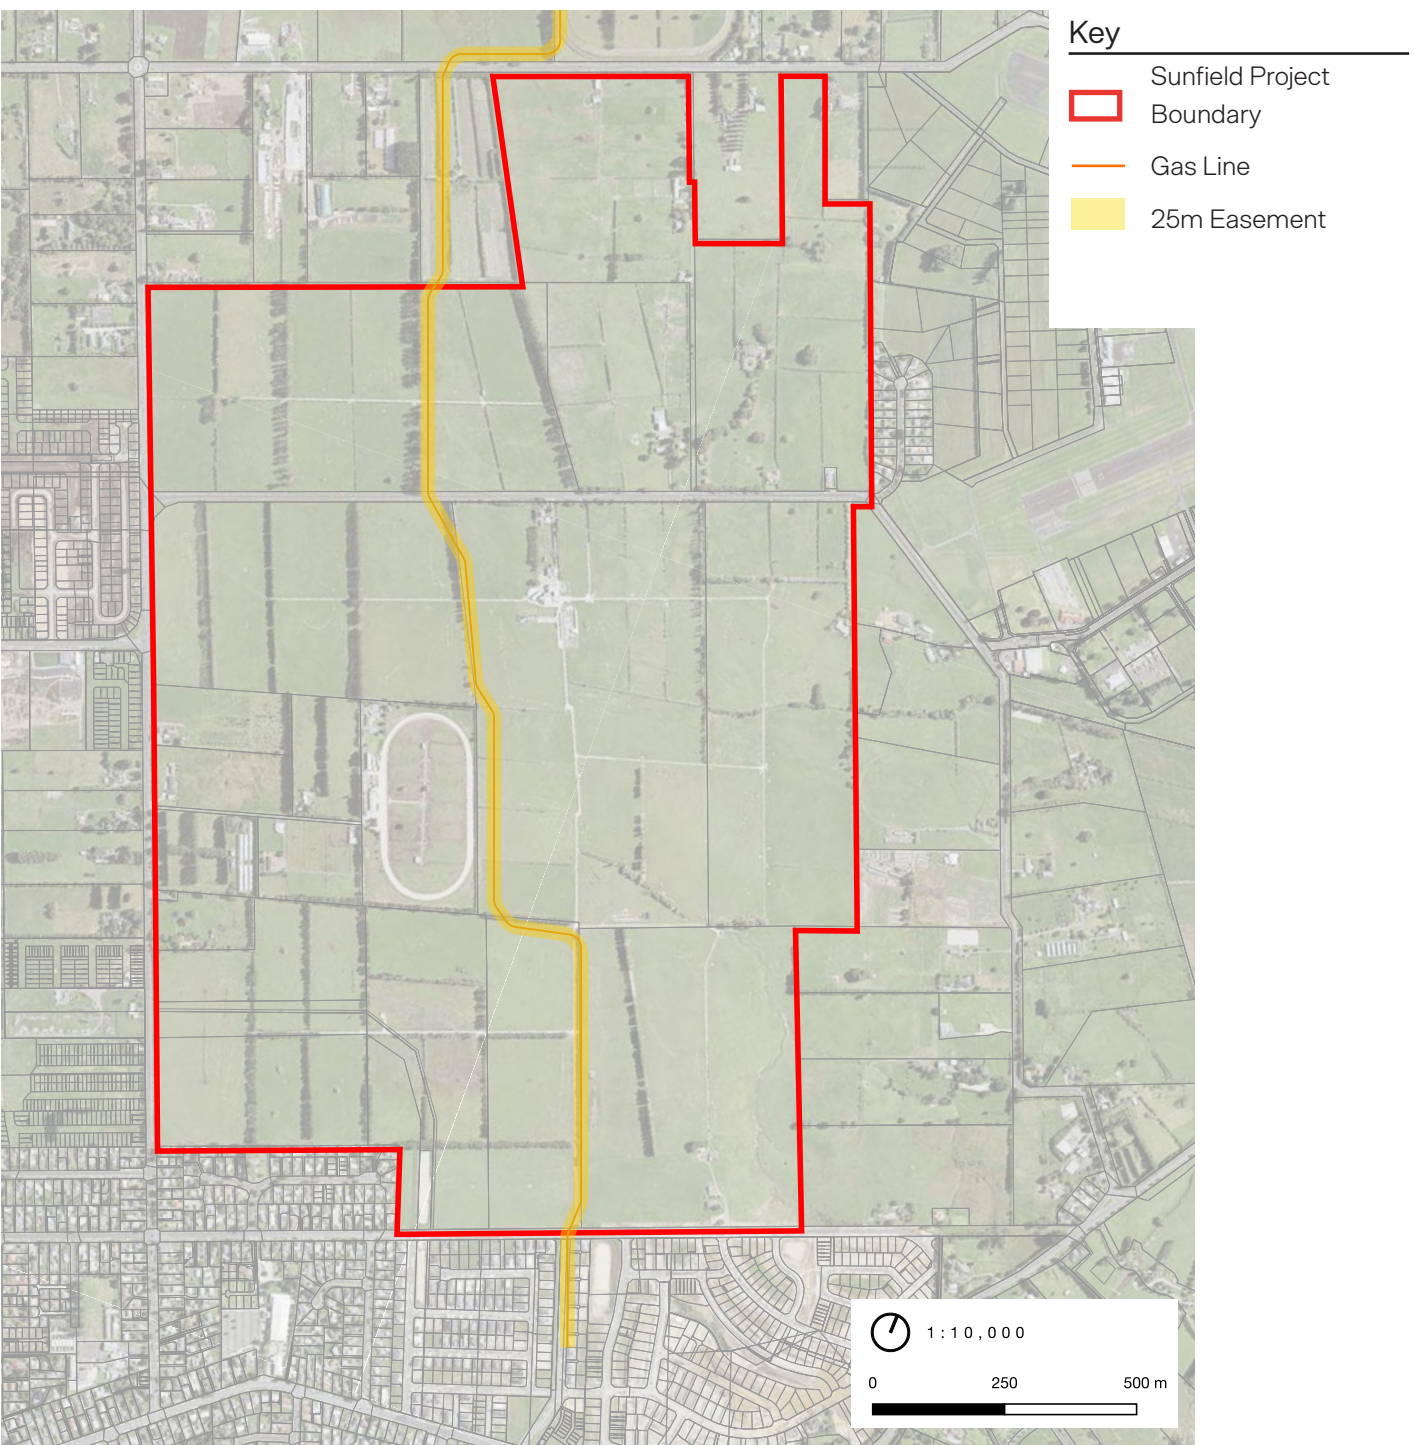 Key
Sunfield Project
Boundary
Gas Line
25m Easement
1:10,000
0 250 500 m